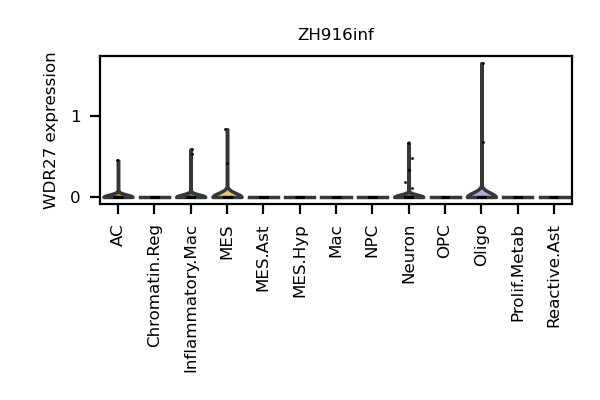 ZH916inf
WDR27 expression
1
0
AC
Chromatin.Reg
Inflammatory.Mac
MES
MES.Ast
MES.Hyp
Mac
NPC
Neuron
OPC
Oligo
Prolif.Metab
Reactive.Ast